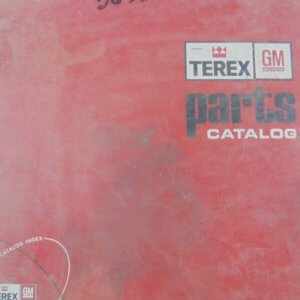 TEREX GM
parts
CATALOG
CATALOG INDEX
TEREX GM